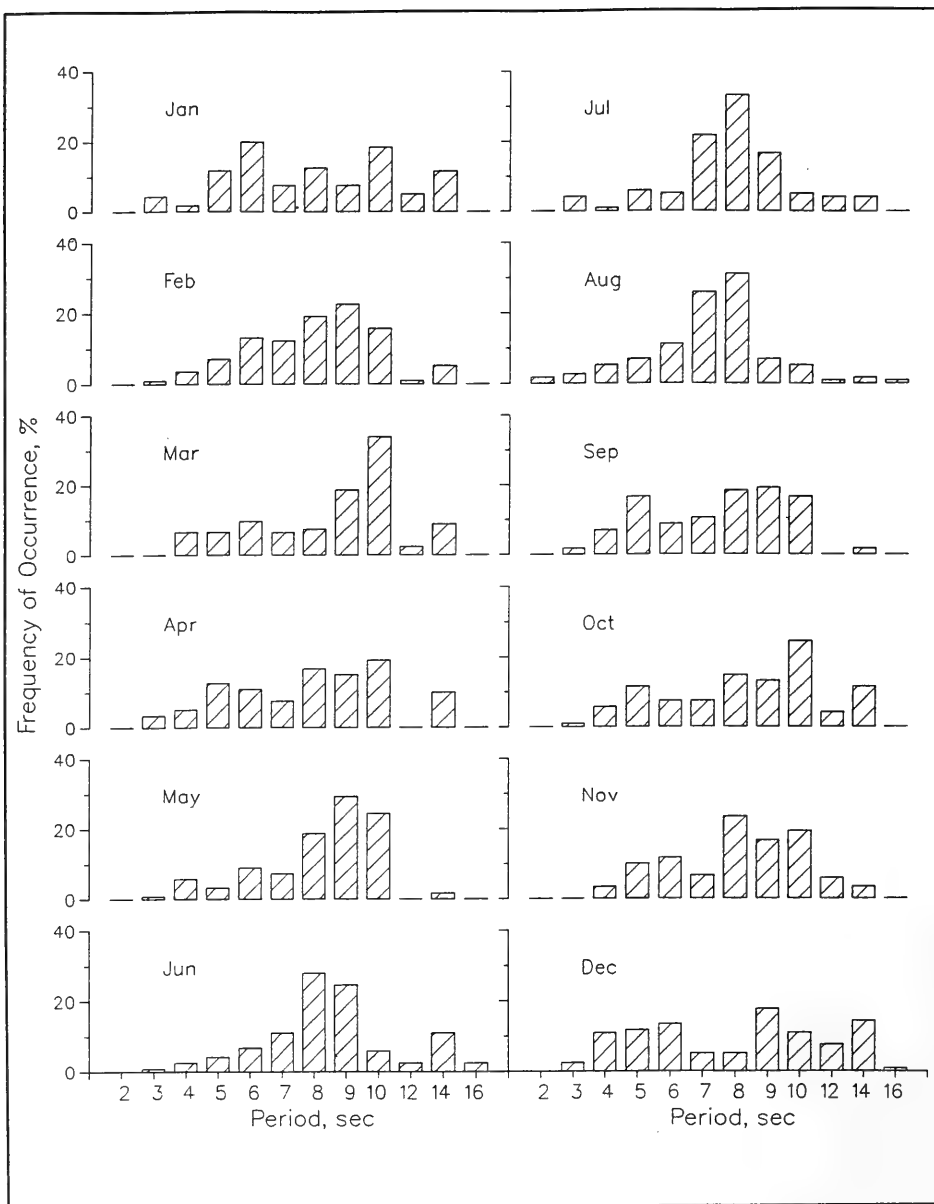 40
20
0
Jan
Jul
40
20
0
Feb
Aug
40
20
0
Mar
Sep
40
20
0
Apr
Oct
40
20
0
May
Nov
40
20
0
Jun
Dec
Frequency of Occurrence, %
2 3 4 5 6 7 8 9 10 12 14 16
2 3 4 5 6 7 8 9 10 12 14 16
Period, sec
Period, sec